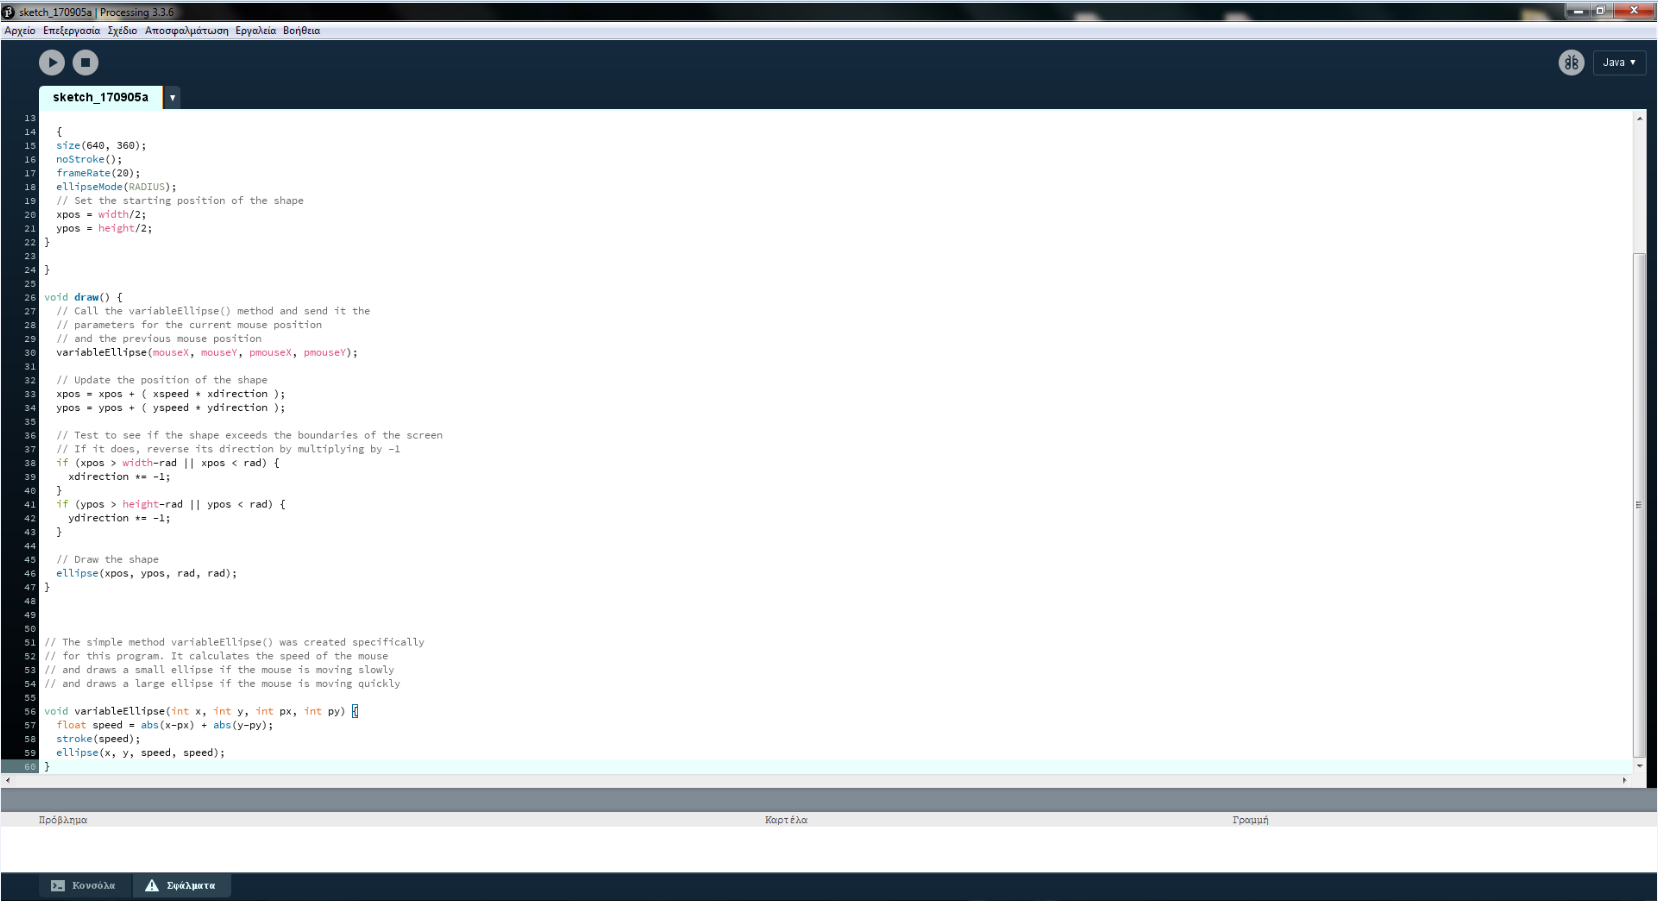 sketch_170905a | Processing 3.3.6
Αρχείο Επεξεργασία Σχέδιο Αποσφαλμάτωση Εργαλεία Βοήθεια
Java ▼
sketch_170905a ▼
13
14   {
15   size(640, 360);
16   noStroke();
17   frameRate(20);
18   ellipseMode(RADIUS);
19   // Set the starting position of the shape
20   xpos = width/2;
21   ypos = height/2;
22 }
23
24 }
25
26 void draw() {
27   // Call the variableEllipse() method and send it the
28   // parameters for the current mouse position
29   // and the previous mouse position
30   variableEllipse(mouseX, mouseY, pmouseX, pmouseY);
31
32   // Update the position of the shape
33   xpos = xpos + ( xspeed * xdirection );
34   ypos = ypos + ( yspeed * ydirection );
35
36   // Test to see if the shape exceeds the boundaries of the screen
37   // If it does, reverse its direction by multiplying by -1
38   if (xpos > width-rad || xpos < rad) {
39     xdirection *= -1;
40   }
41   if (ypos > height-rad || ypos < rad) {
42     ydirection *= -1;
43   }
44
45   // Draw the shape
46   ellipse(xpos, ypos, rad, rad);
47 }
48
49
50
51 // The simple method variableEllipse() was created specifically
52 // for this program. It calculates the speed of the mouse
53 // and draws a small ellipse if the mouse is moving slowly
54 // and draws a large ellipse if the mouse is moving quickly
55
56 void variableEllipse(int x, int y, int px, int py) {
57   float speed = abs(x-px) + abs(y-py);
58   stroke(speed);
59   ellipse(x, y, speed, speed);
60 }
Πρόβλημα Καρτέλα Γραμμή
Κονσόλα Σφάλματα